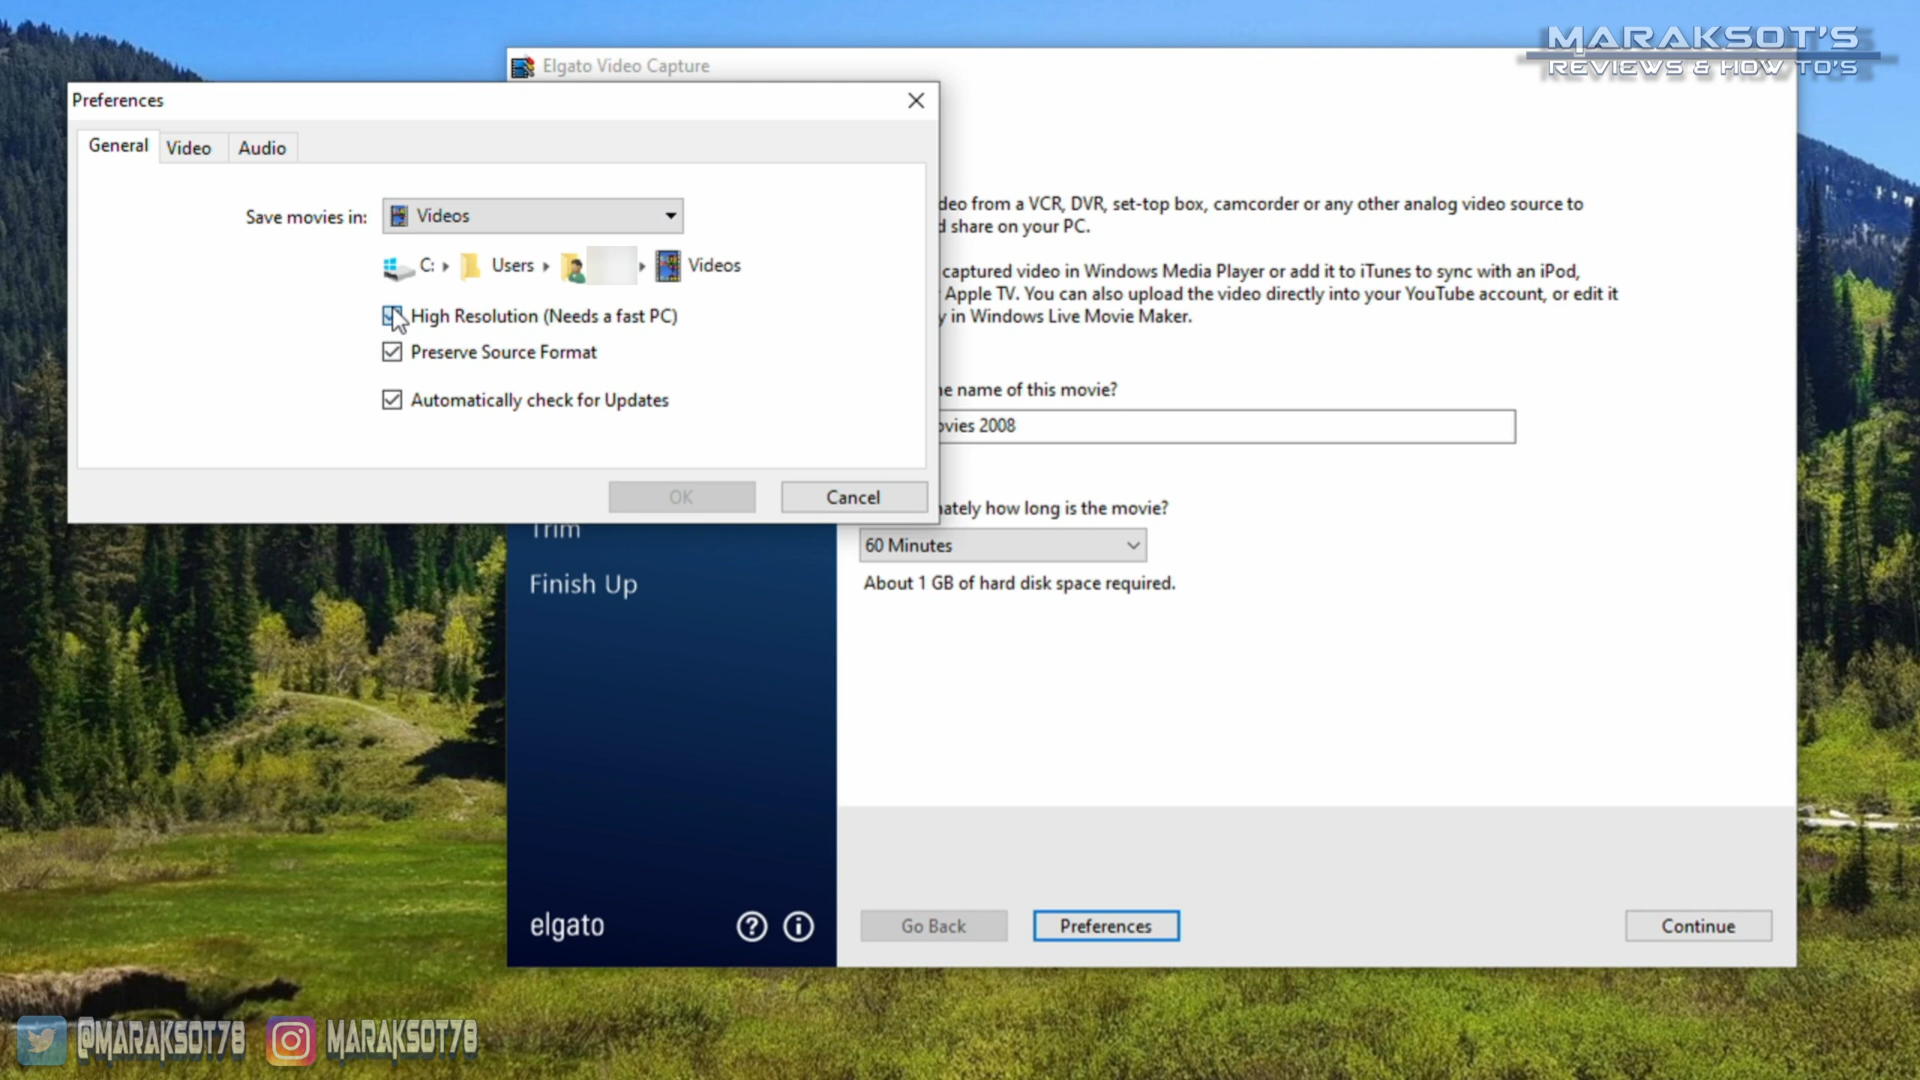 MARAKSOT'S
REVIEWS & HOW TO'S
Elgato Video Capture
Preferences
General
Video
Audio
Save movies in:
Videos
C:
Users
Videos
High Resolution (Needs a fast PC)
Preserve Source Format
Automatically check for Updates
OK
Cancel
deo from a VCR, DVR, set-top box, camcorder or any other analog video source to
d share on your PC.
captured video in Windows Media Player or add it to iTunes to sync with an iPod,
Apple TV. You can also upload the video directly into your YouTube account, or edit it
y in Windows Live Movie Maker.
ne name of this movie?
ovies 2008
nately how long is the movie?
60 Minutes
About 1 GB of hard disk space required.
Trim
Finish Up
elgato
Go Back
Preferences
Continue
@MARAKSOT78
MARAKSOT78